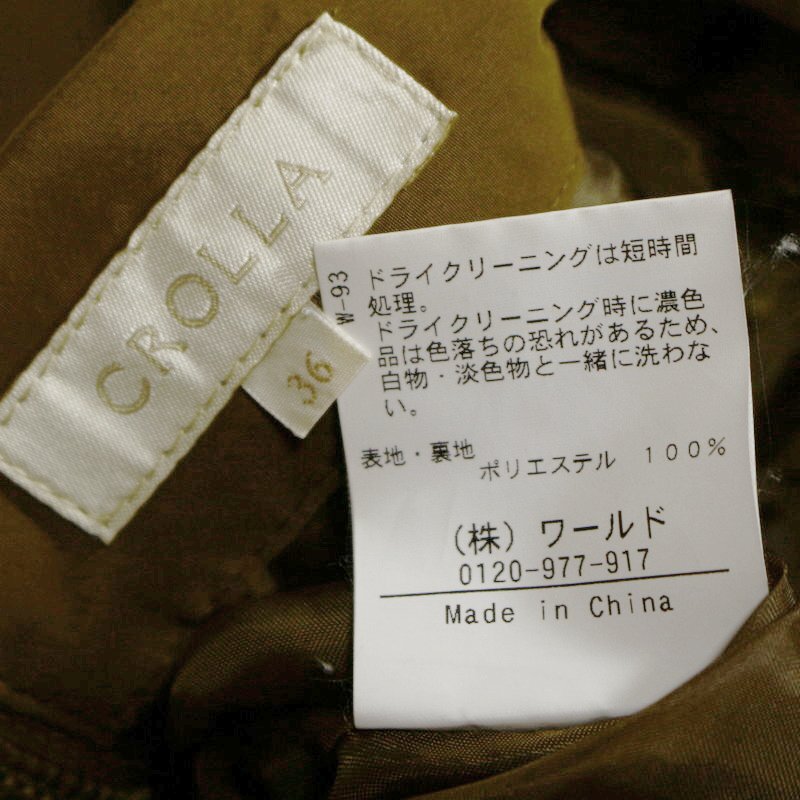 CROLLA
36
W-93
ドライクリーニングは短時間
処理。
ドライクリーニング時に濃色
品は色落ちの恐れがあるため、
白物・淡色物と一緒に洗わな
い。
表地・裏地
ポリエステル １００％
（株）ワールド
0120-977-917
Made in China